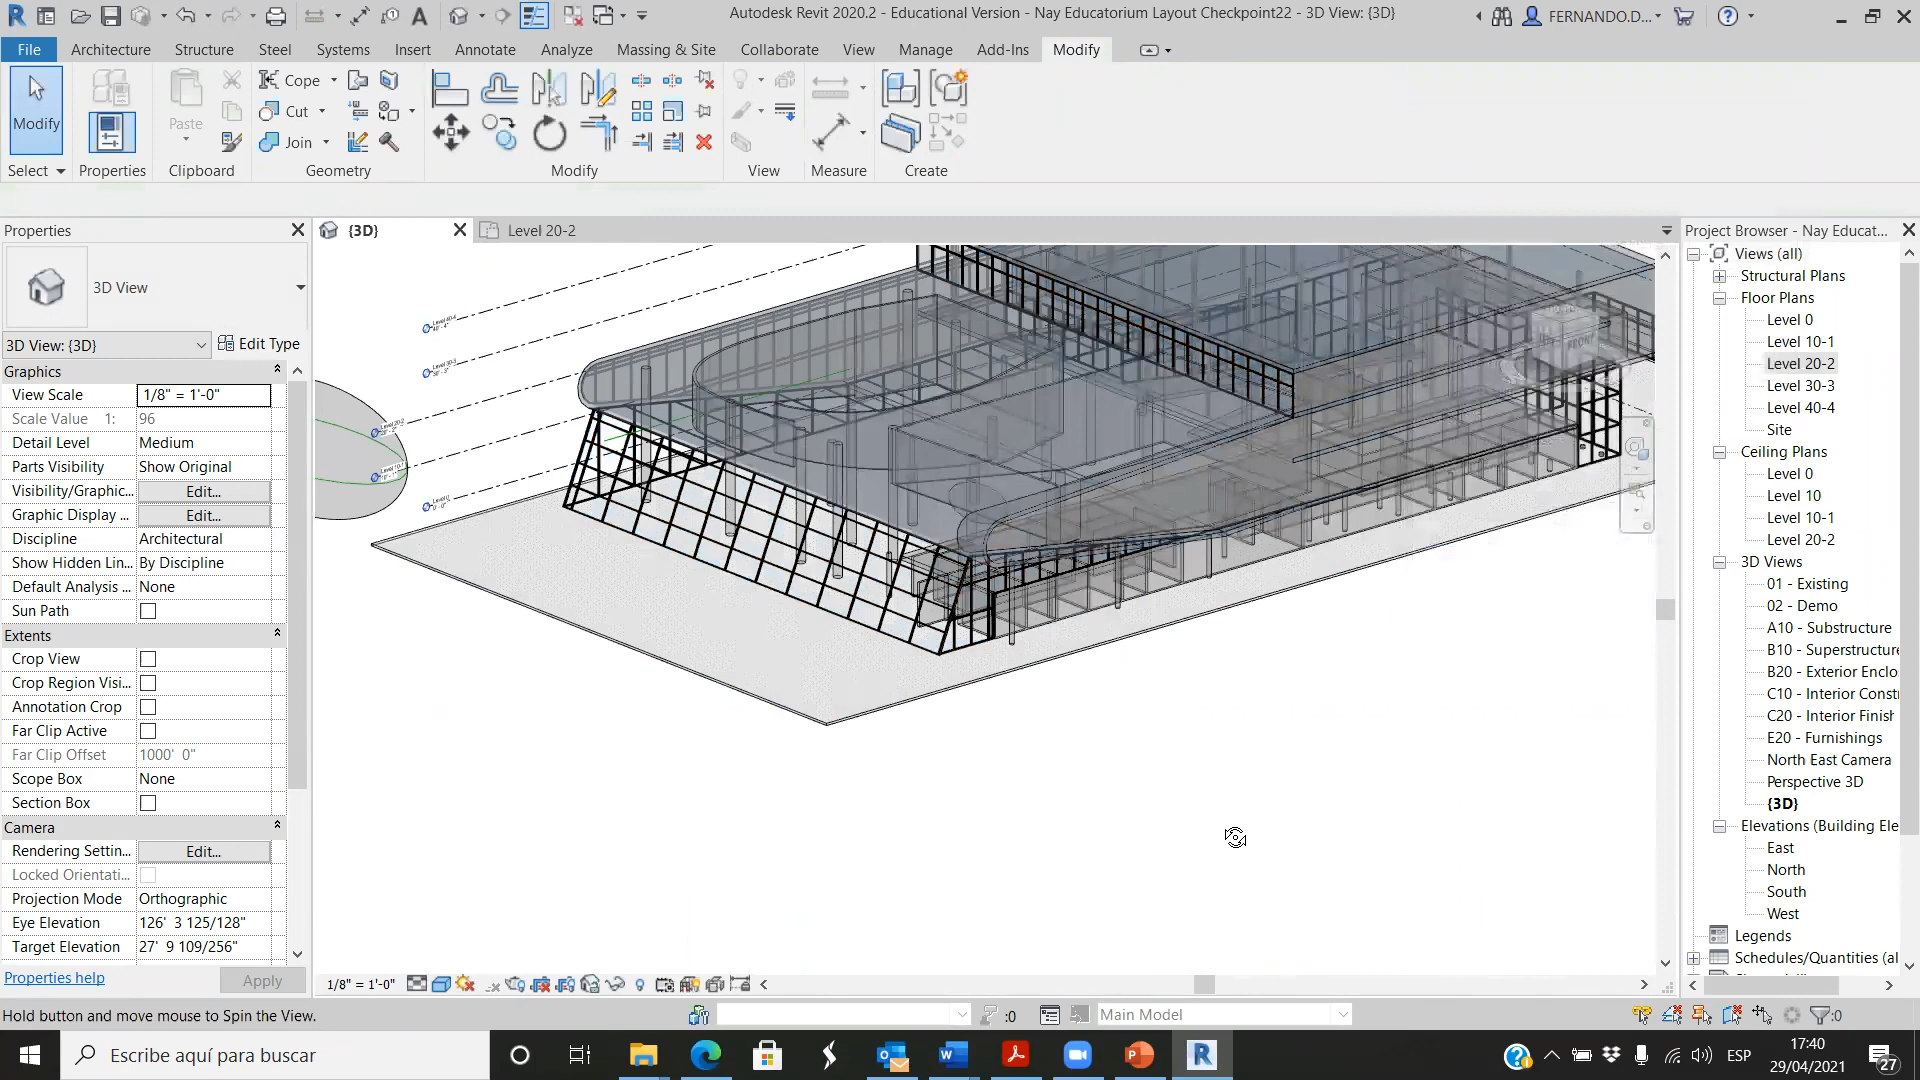 Autodesk Revit 2020.2 - Educational Version - Nay Educatorium Layout Checkpoint22 - 3D View: {3D}
FERNANDO.D...
File Architecture Structure Steel Systems Insert Annotate Analyze Massing & Site Collaborate View Manage Add-Ins Modify
Modify
Paste
Cope
Cut
Join
Select Properties Clipboard Geometry Modify View Measure Create
Properties
{3D}
Level 20-2
Project Browser - Nay Educat...
3D View
3D View: {3D}
Edit Type
Graphics
View Scale 1/8" = 1'-0"
Scale Value 1: 96
Detail Level Medium
Parts Visibility Show Original
Visibility/Graphic... Edit...
Graphic Display ... Edit...
Discipline Architectural
Show Hidden Lin... By Discipline
Default Analysis ... None
Sun Path
Extents
Crop View
Crop Region Visi...
Annotation Crop
Far Clip Active
Far Clip Offset 1000' 0"
Scope Box None
Section Box
Camera
Rendering Settin... Edit...
Locked Orientati...
Projection Mode Orthographic
Eye Elevation 126' 3 125/128"
Target Elevation 27' 9 109/256"
Properties help
Apply
FRONT
Views (all)
Structural Plans
Floor Plans
Level 0
Level 10-1
Level 20-2
Level 30-3
Level 40-4
Site
Ceiling Plans
Level 0
Level 10
Level 10-1
Level 20-2
3D Views
01 - Existing
02 - Demo
A10 - Substructure
B10 - Superstructure
B20 - Exterior Enclo
C10 - Interior Const
C20 - Interior Finish
E20 - Furnishings
North East Camera
Perspective 3D
{3D}
Elevations (Building Ele
East
North
South
West
Legends
Schedules/Quantities (al
1/8" = 1'-0"
Hold button and move mouse to Spin the View.
:0
Main Model
:0
Escribe aquí para buscar
ESP
17:40
29/04/2021
27